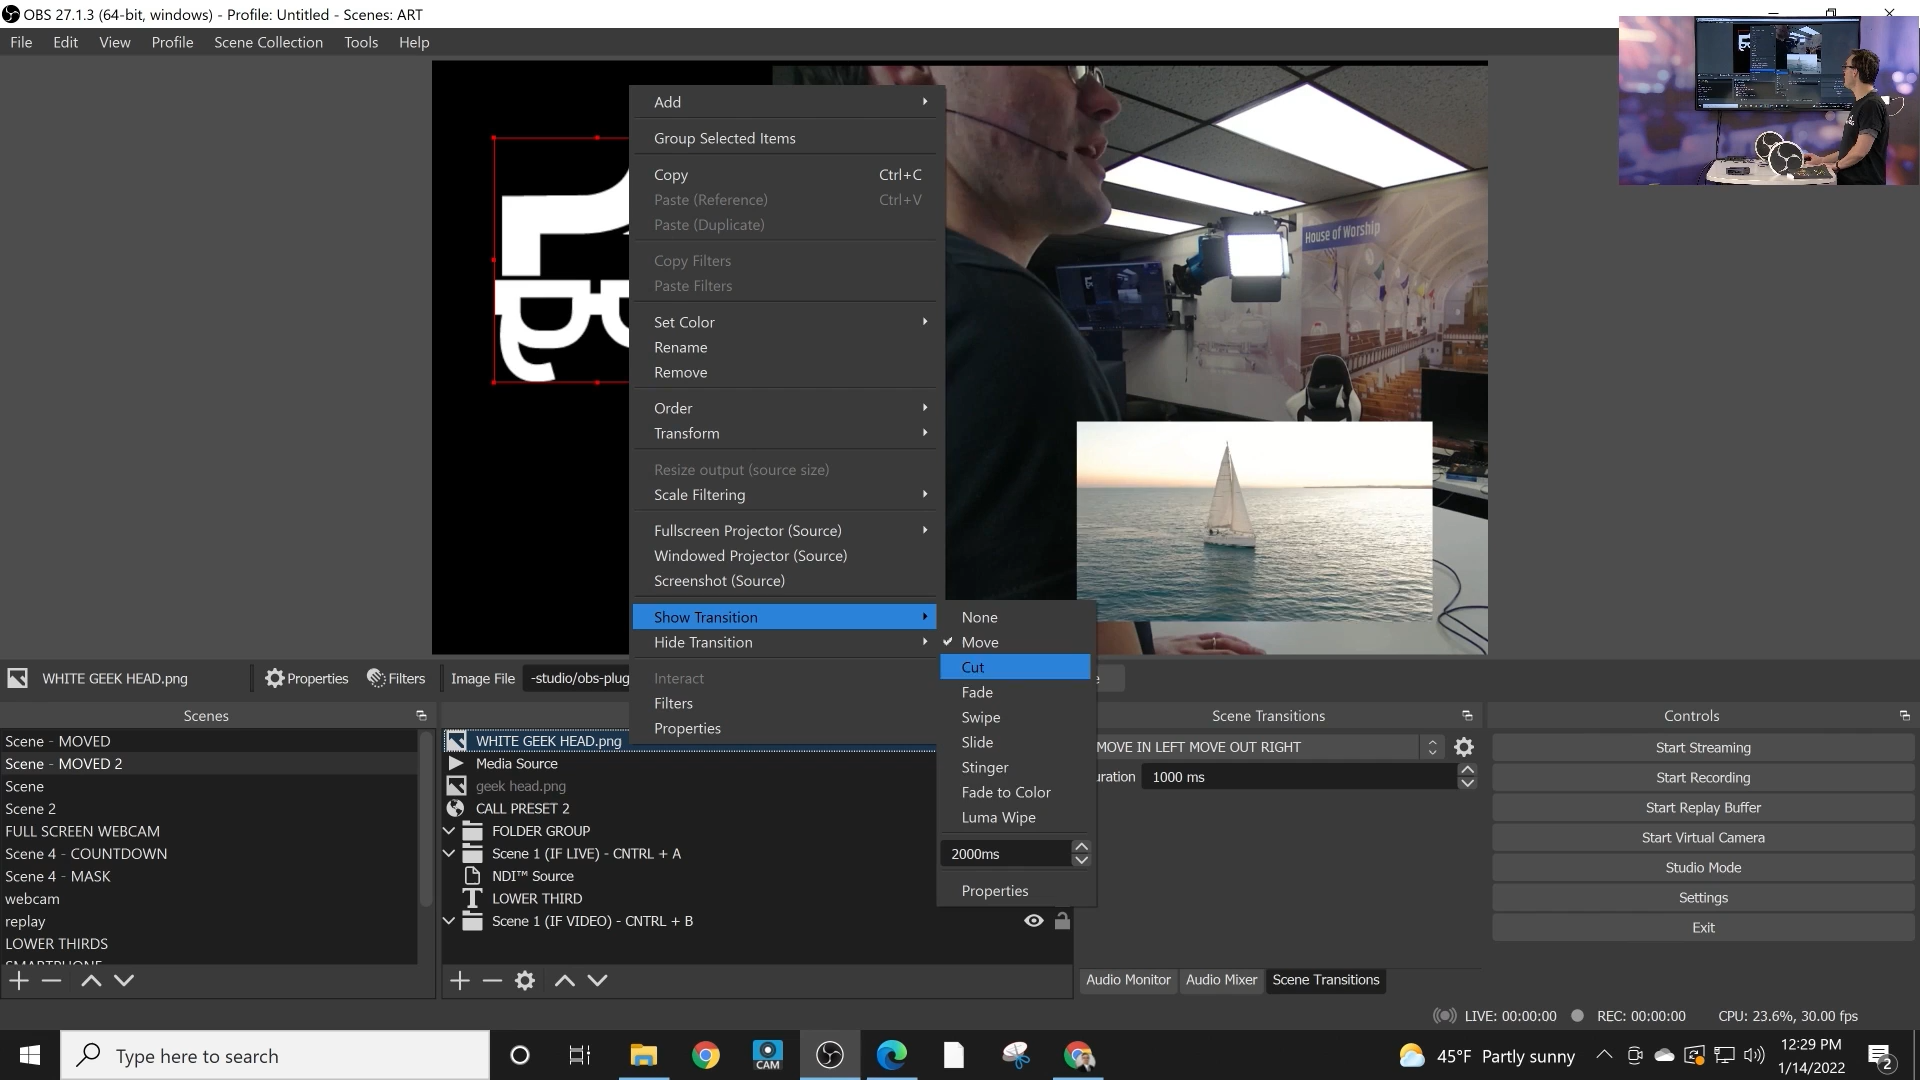 OBS 27.1.3 (64-bit, windows) - Profile: Untitled - Scenes: ART
File Edit View Profile Scene Collection Tools Help
Add
Group Selected Items
Copy Ctrl+C
Paste (Reference) Ctrl+V
Paste (Duplicate)
Copy Filters
Paste Filters
Set Color
Rename
Remove
Order
Transform
Resize output (source size)
Scale Filtering
Fullscreen Projector (Source)
Windowed Projector (Source)
Screenshot (Source)
Show Transition
Hide Transition
Interact
Filters
Properties
None
Move
Cut
Fade
Swipe
Slide
Stinger
Fade to Color
Luma Wipe
2000ms
Properties
House of Worship
WHITE GEEK HEAD.png Properties Filters Image File -studio/obs-plug
Scenes
Scene - MOVED
Scene - MOVED 2
Scene
Scene 2
FULL SCREEN WEBCAM
Scene 4 - COUNTDOWN
Scene 4 - MASK
webcam
replay
LOWER THIRDS
SMARTPHONE
WHITE GEEK HEAD.png
Media Source
geek head.png
CALL PRESET 2
FOLDER GROUP
Scene 1 (IF LIVE) - CNTRL + A
NDI™ Source
LOWER THIRD
Scene 1 (IF VIDEO) - CNTRL + B
Scene Transitions
MOVE IN LEFT MOVE OUT RIGHT
uration 1000 ms
Audio Monitor Audio Mixer Scene Transitions
Controls
Start Streaming
Start Recording
Start Replay Buffer
Start Virtual Camera
Studio Mode
Settings
Exit
LIVE: 00:00:00 REC: 00:00:00 CPU: 23.6%, 30.00 fps
Type here to search
CAM
45°F Partly sunny
12:29 PM
1/14/2022
2